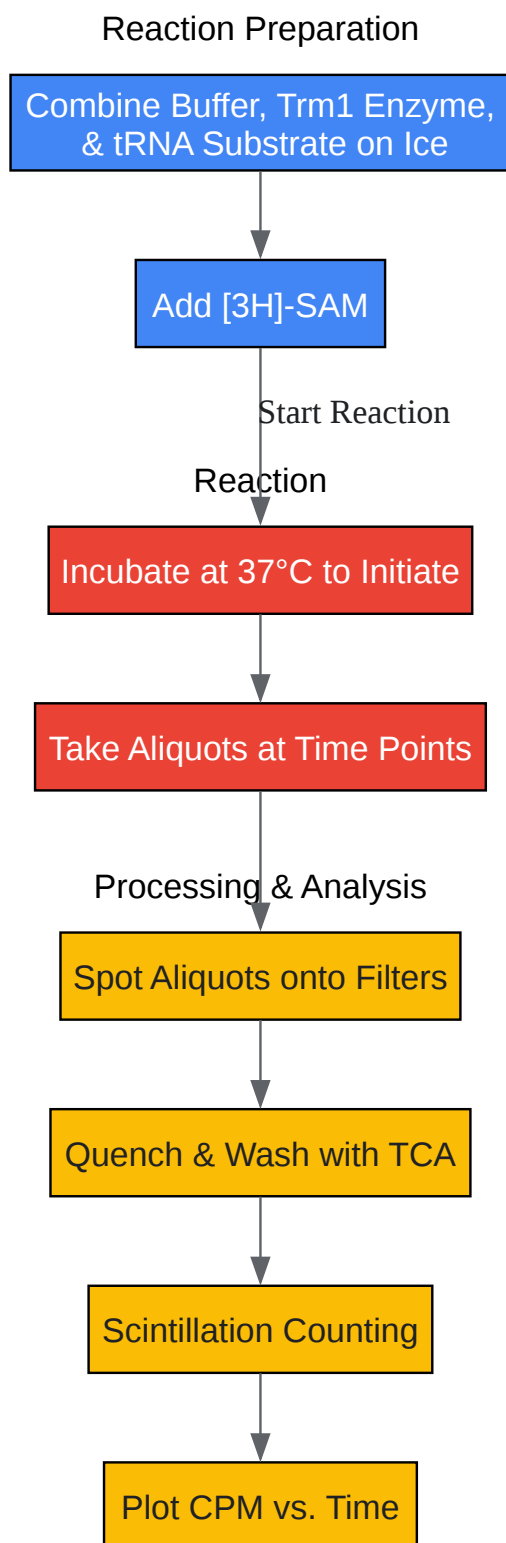 Reaction Preparation
Combine Buffer, Trm1 Enzyme,
& tRNA Substrate on Ice
Add [3H]-SAM
Start Reaction
Reaction
Incubate at 37°C to Initiate
Take Aliquots at Time Points
Processing & Analysis
Spot Aliquots onto Filters
Quench & Wash with TCA
Scintillation Counting
Plot CPM vs. Time